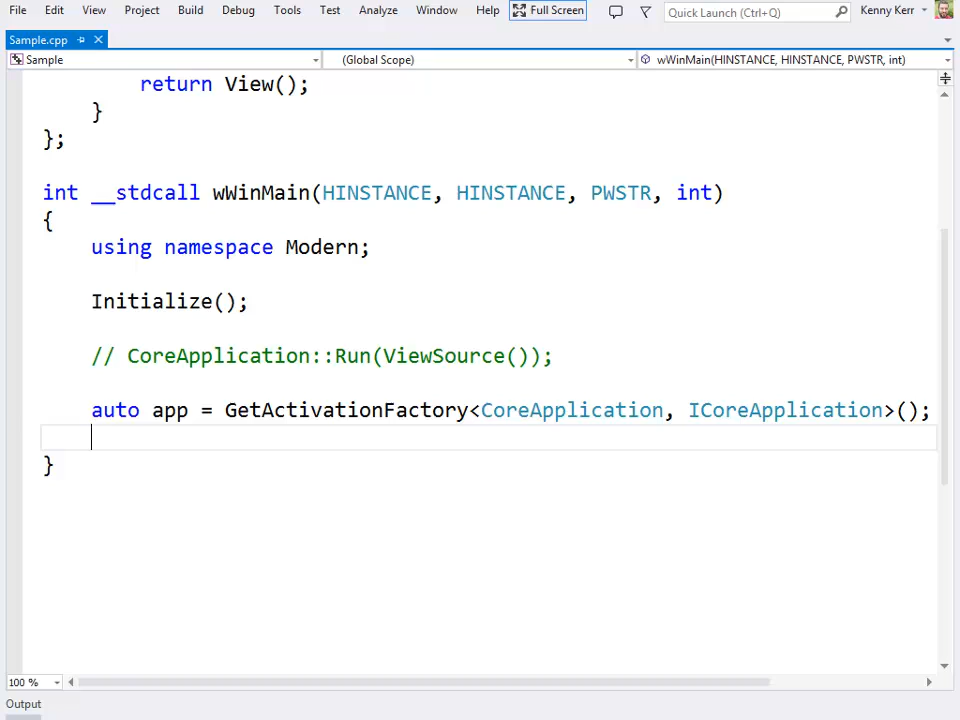 File Edit View Project Build Debug Tools Test Analyze Window Help Full Screen Quick Launch (Ctrl+Q) Kenny Kerr
Sample.cpp
Sample (Global Scope) wWinMain(HINSTANCE, HINSTANCE, PWSTR, int)
return View();
}
};
int __stdcall wWinMain(HINSTANCE, HINSTANCE, PWSTR, int)
{
using namespace Modern;
Initialize();
// CoreApplication::Run(ViewSource());
auto app = GetActivationFactory<CoreApplication, ICoreApplication>();
}
100 %
Output